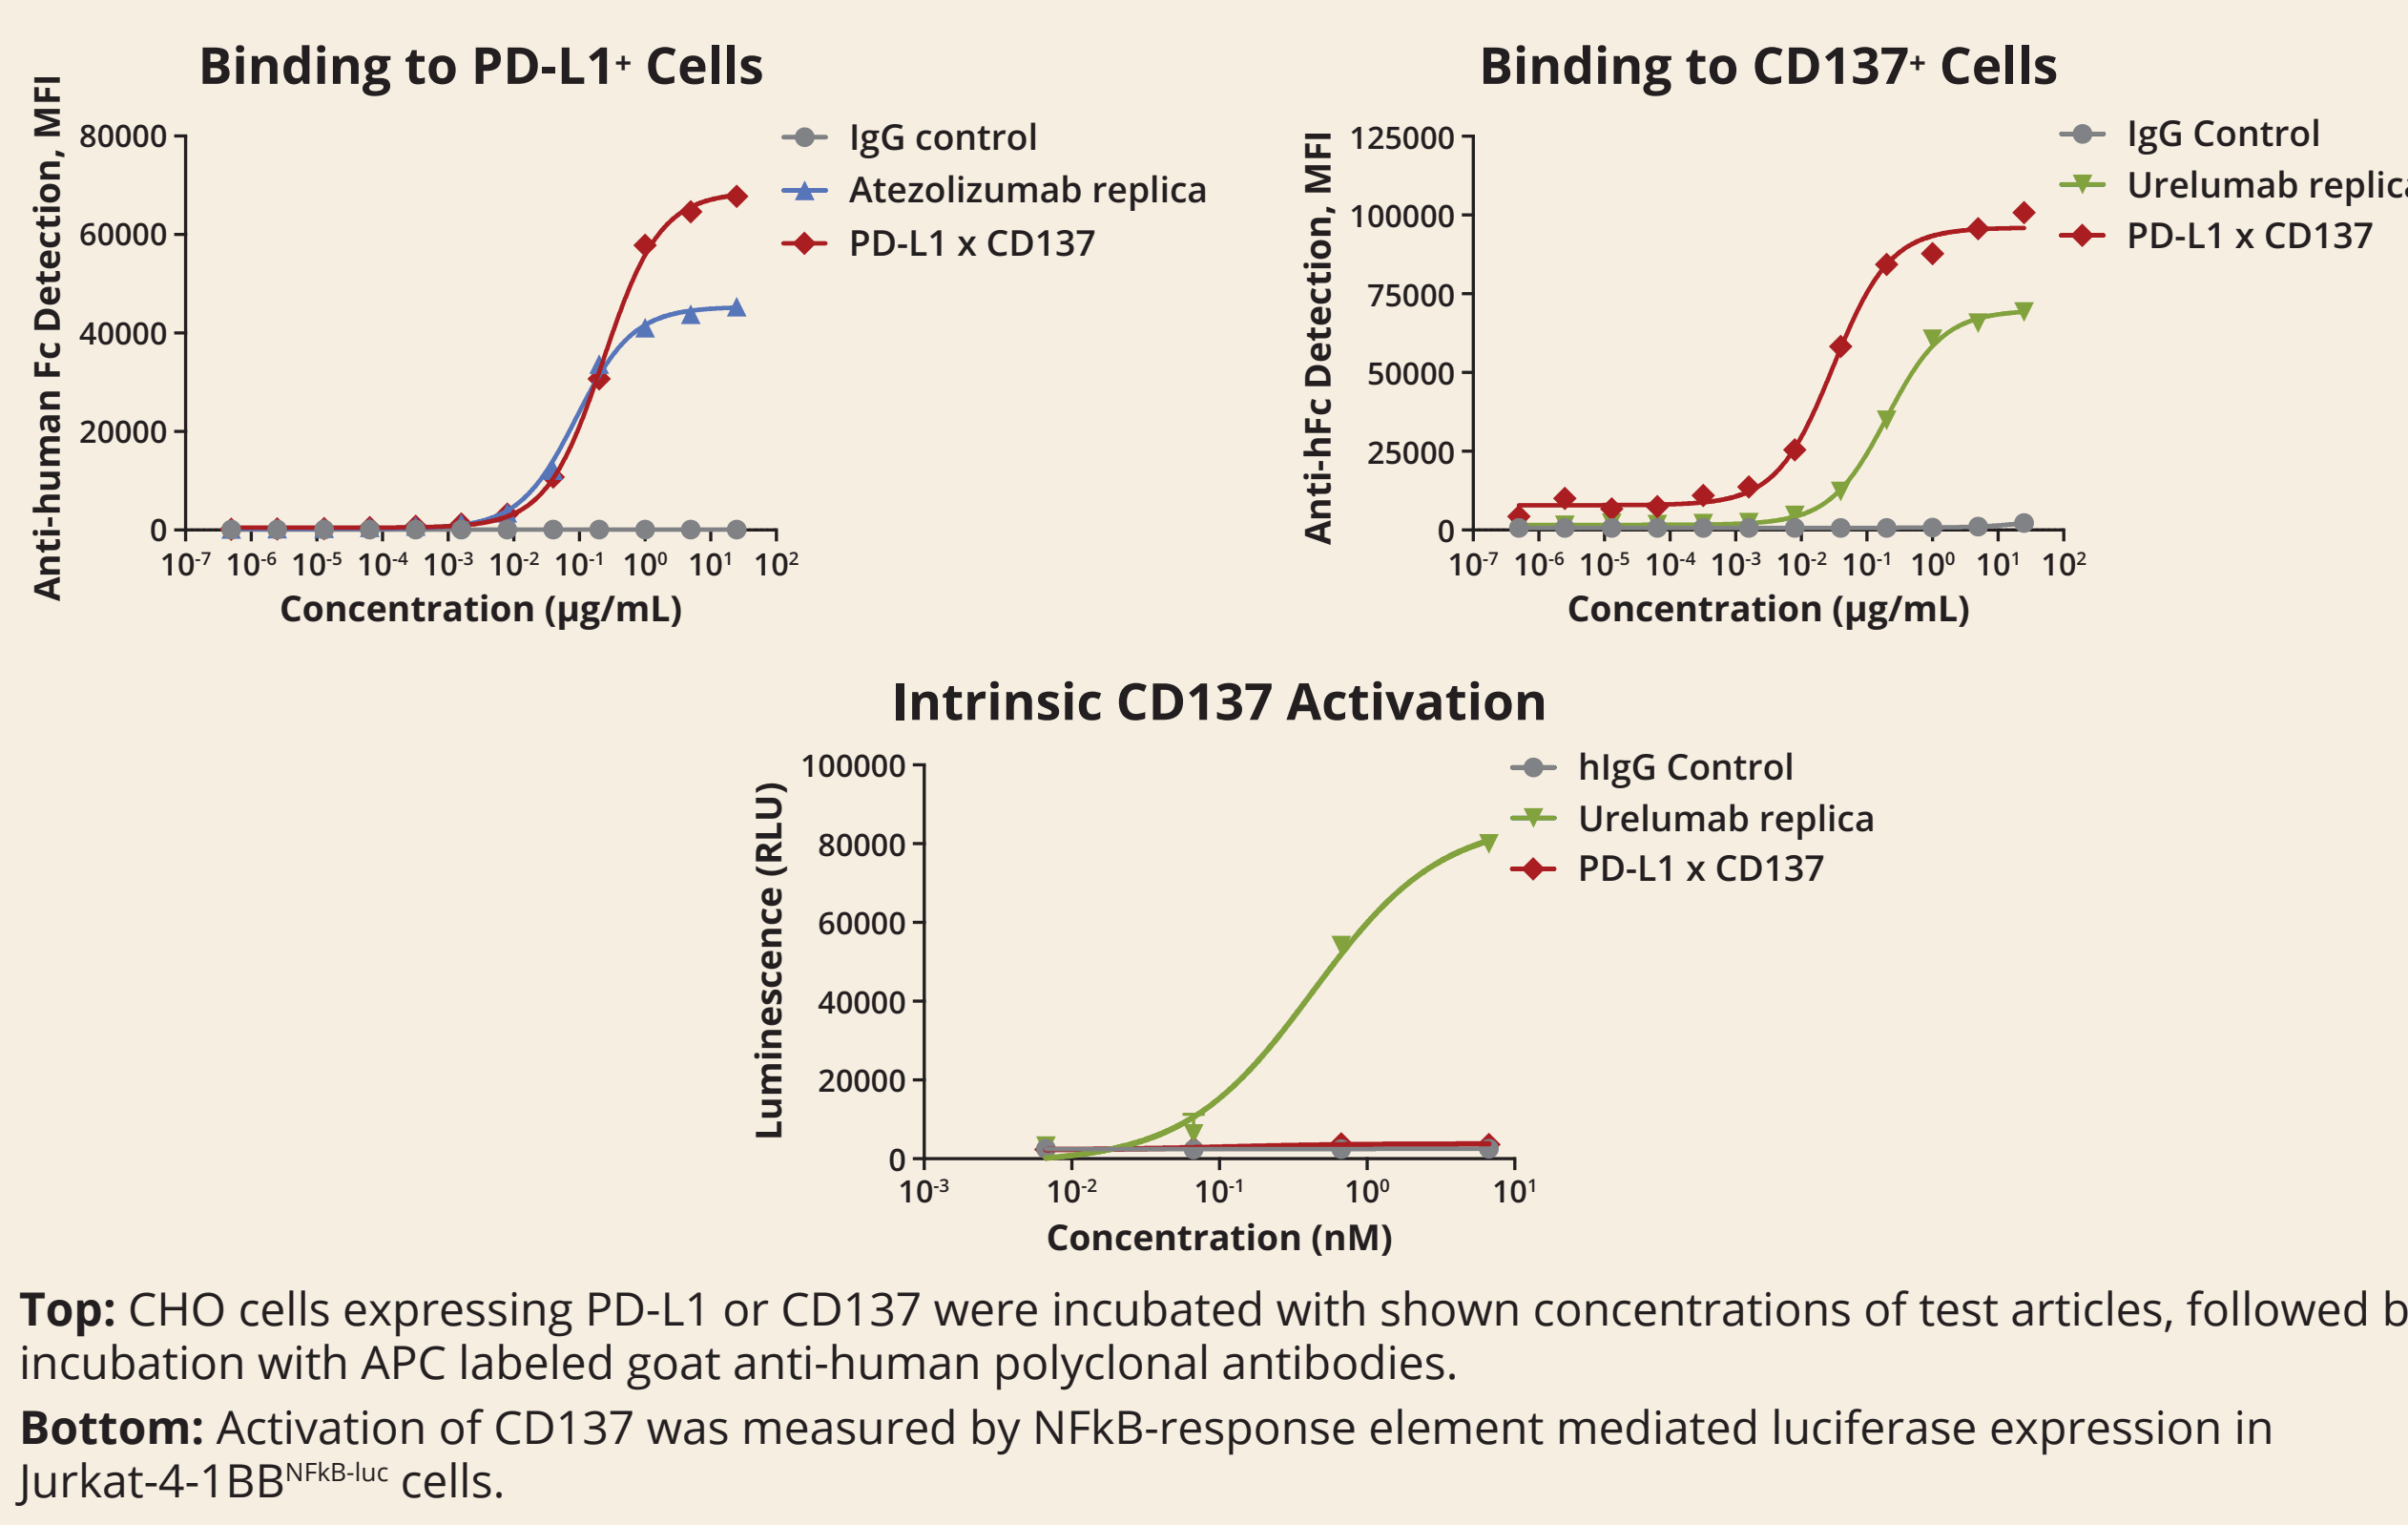 Binding to PD-L1⁺ Cells
Anti-human Fc Detection, MFI
80000
60000
40000
20000
0
10⁻⁷ 10⁻⁶ 10⁻⁵ 10⁻⁴ 10⁻³ 10⁻² 10⁻¹ 10⁰ 10¹ 10²
Concentration (µg/mL)
IgG control
Atezolizumab replica
PD-L1 x CD137
Binding to CD137⁺ Cells
Anti-hFc Detection, MFI
125000
100000
75000
50000
25000
0
10⁻⁷ 10⁻⁶ 10⁻⁵ 10⁻⁴ 10⁻³ 10⁻² 10⁻¹ 10⁰ 10¹ 10²
Concentration (µg/mL)
IgG Control
Urelumab replica
PD-L1 x CD137
Intrinsic CD137 Activation
Luminescence (RLU)
100000
80000
60000
40000
20000
0
10⁻³ 10⁻² 10⁻¹ 10⁰ 10¹
Concentration (nM)
hIgG Control
Urelumab replica
PD-L1 x CD137
Top: CHO cells expressing PD-L1 or CD137 were incubated with shown concentrations of test articles, followed b
incubation with APC labeled goat anti-human polyclonal antibodies.
Bottom: Activation of CD137 was measured by NFkB-response element mediated luciferase expression in
Jurkat-4-1BBᴺᶠᵏᴮ⁻ˡᵘᶜ cells.